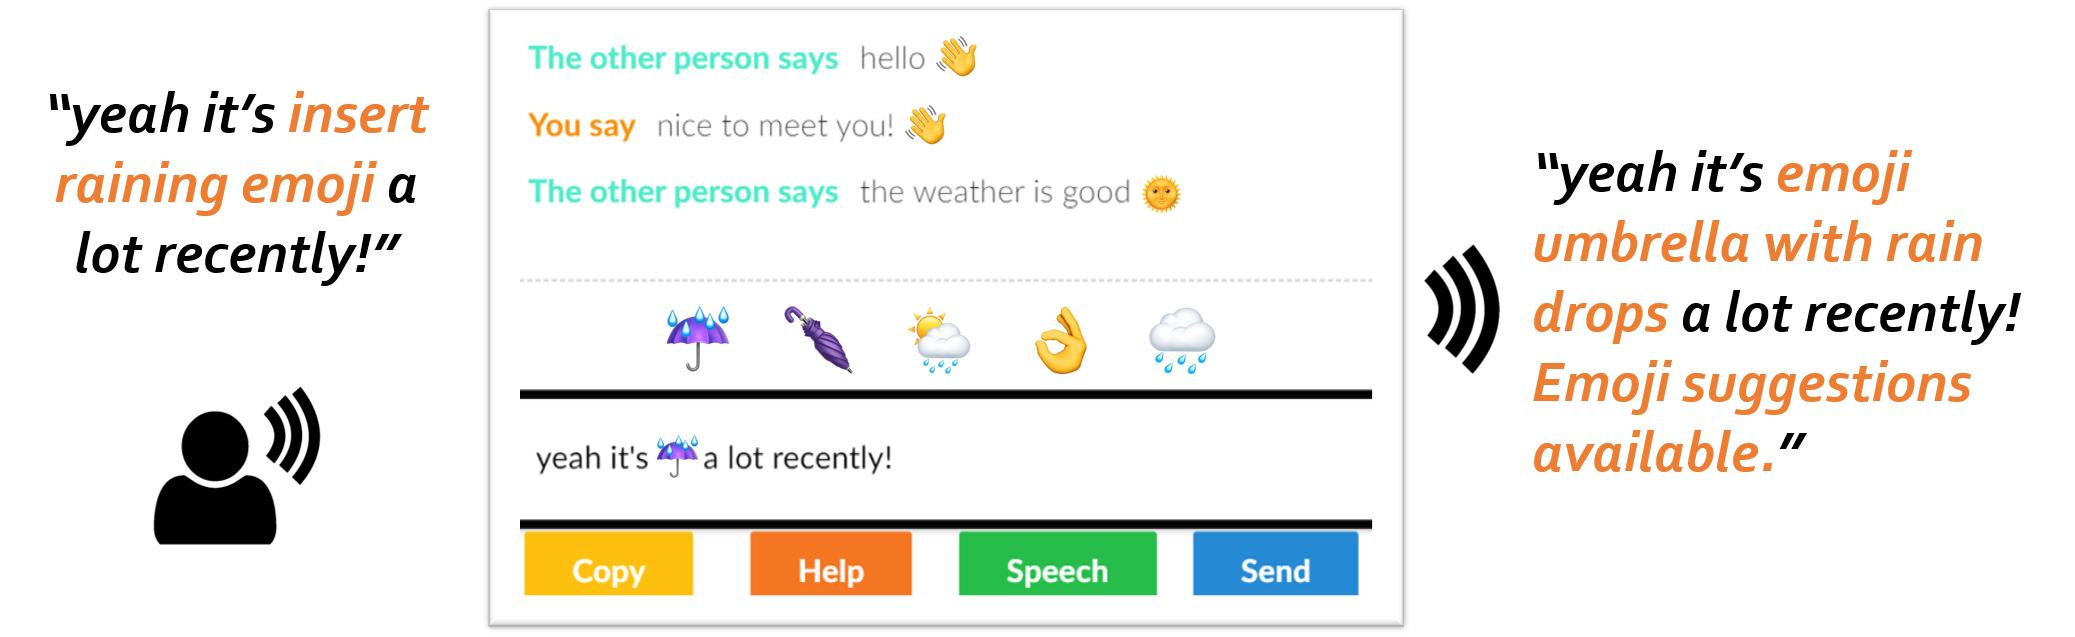 “yeah it’s insert
raining emoji a
lot recently!”
The other person says hello 👋
You say nice to meet you! 👋
The other person says the weather is good 🌞
yeah it's ☔ a lot recently!
Copy Help Speech Send
“yeah it’s emoji
umbrella with rain
drops a lot recently!
Emoji suggestions
available.”